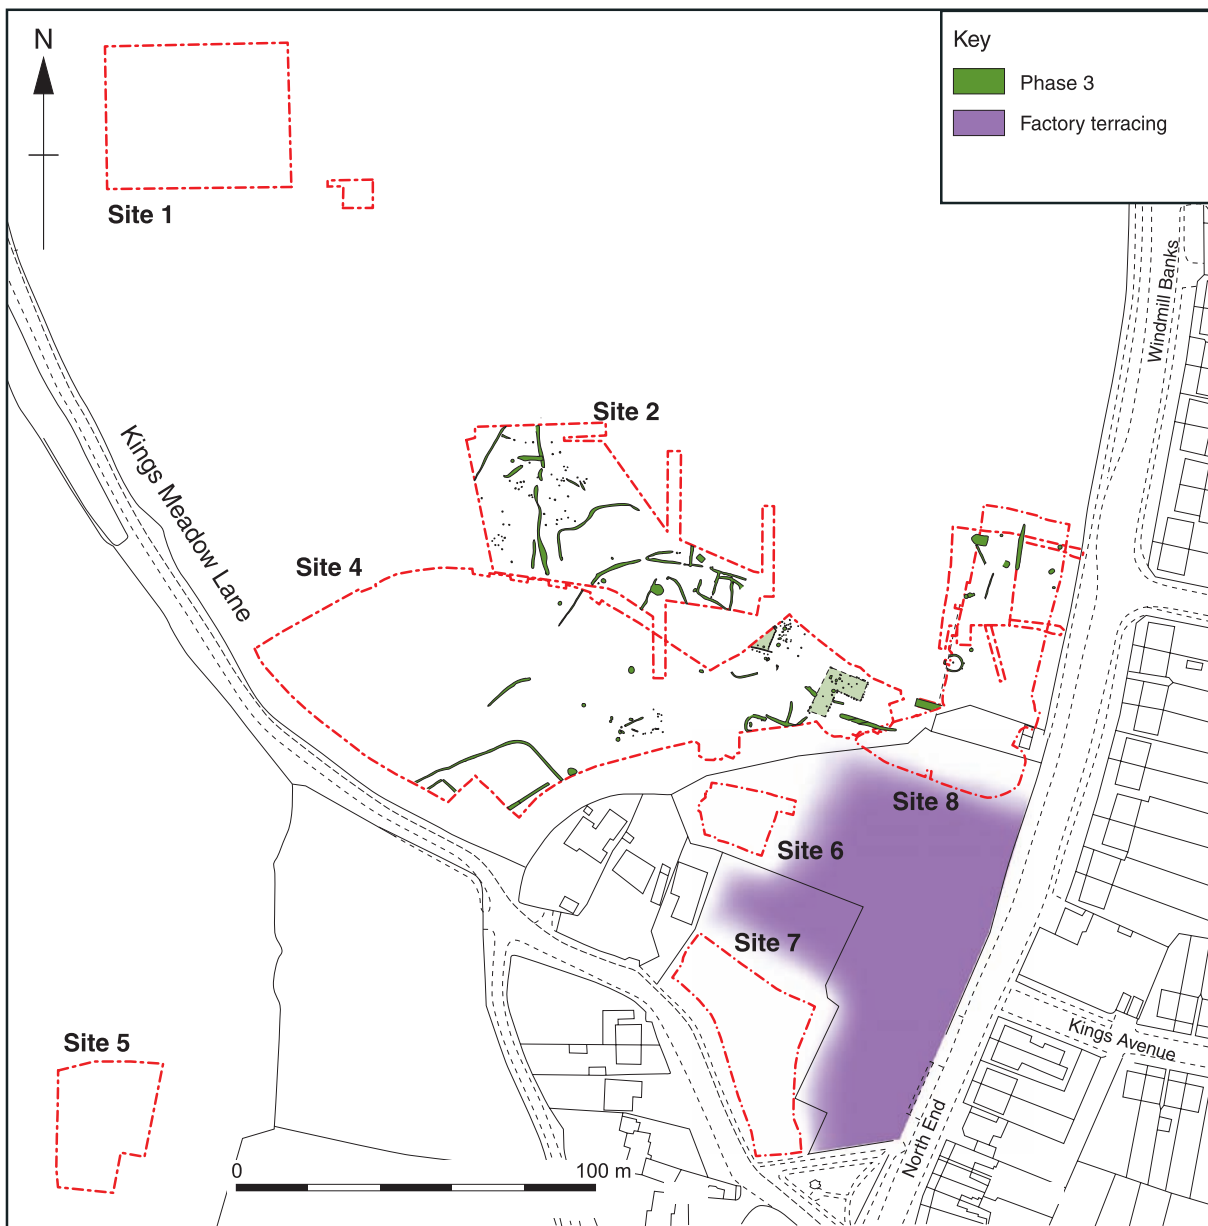 N
Key
Phase 3
Factory terracing
Site 1
Windmill Banks
Site 2
Kings Meadow Lane
Site 4
Site 8
Site 6
Site 7
Kings Avenue
Site 5
North End
0 100 m